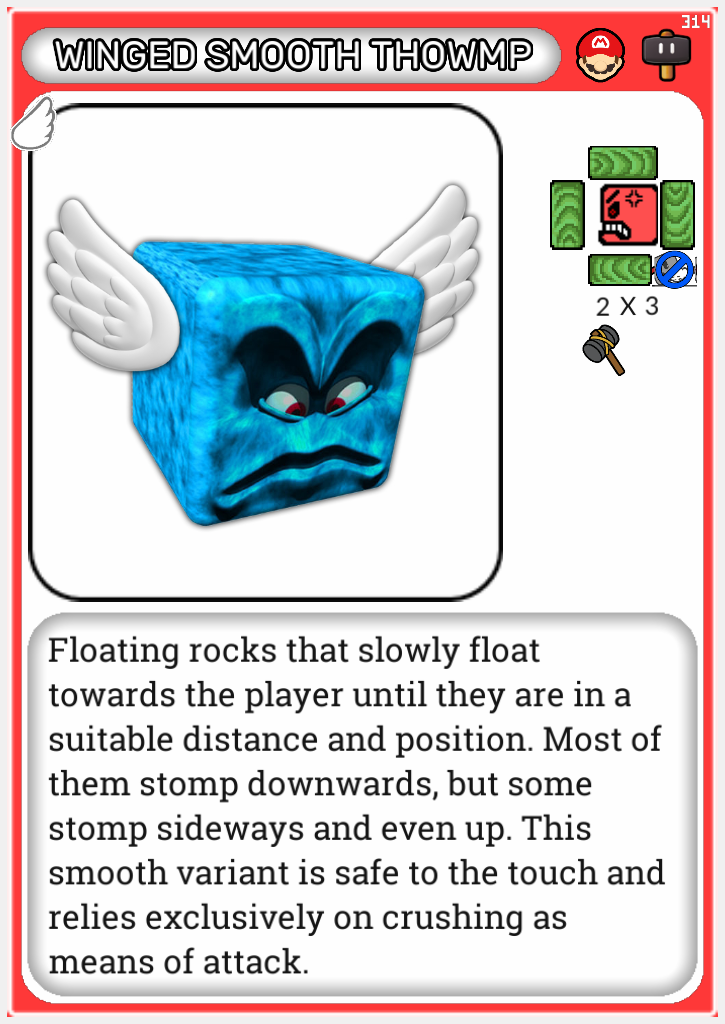 314
WINGED SMOOTH THOWMP
M
2 X 3
Floating rocks that slowly float
towards the player until they are in a
suitable distance and position. Most of
them stomp downwards, but some
stomp sideways and even up. This
smooth variant is safe to the touch and
relies exclusively on crushing as
means of attack.